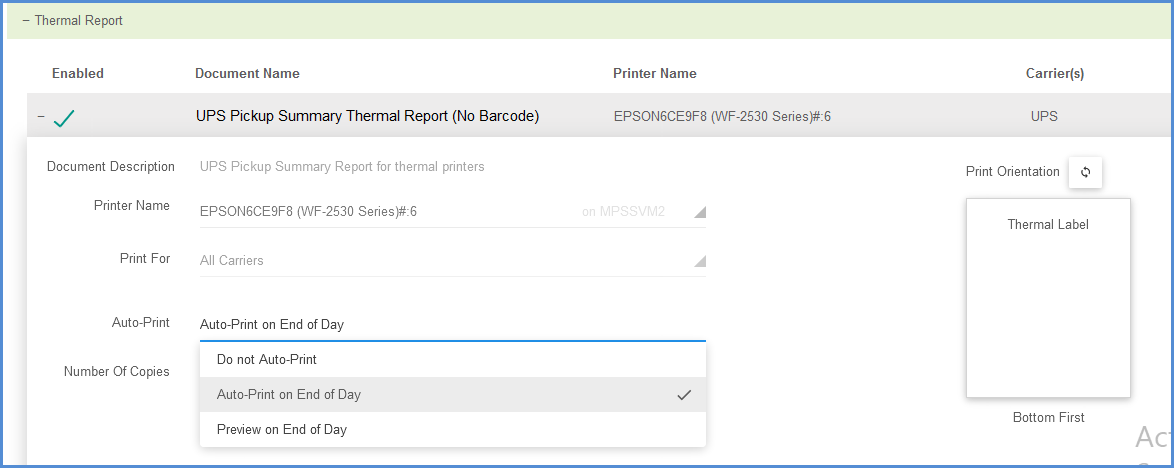 − Thermal Report
Enabled Document Name Printer Name Carrier(s)
− UPS Pickup Summary Thermal Report (No Barcode) EPSON6CE9F8 (WF-2530 Series)#:6 UPS
Document Description UPS Pickup Summary Report for thermal printers Print Orientation
Printer Name EPSON6CE9F8 (WF-2530 Series)#:6 on MPSSVM2
Thermal Label
Print For All Carriers
Auto-Print Auto-Print on End of Day
Do not Auto-Print
Number Of Copies
Auto-Print on End of Day
Preview on End of Day
Bottom First